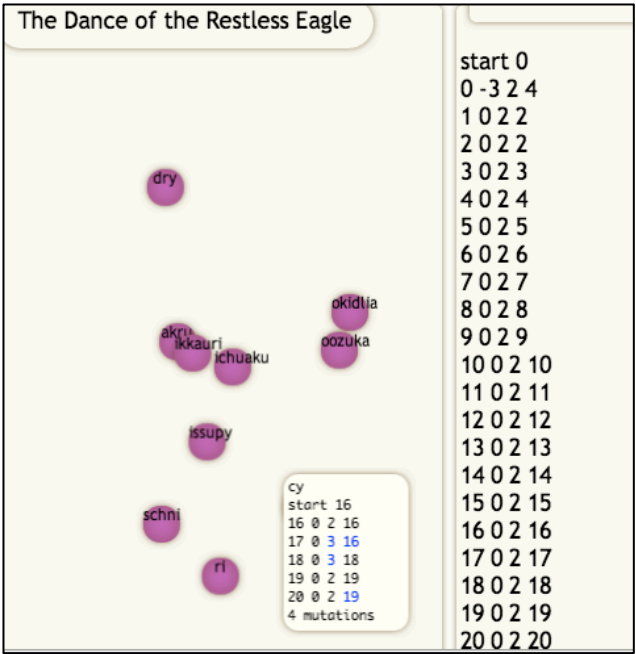 The Dance of the Restless Eagle
dry
okidlia
oozuka
akru
ikkauri
ichuaku
issupy
schni
ri
cy
start 16
16 0 2 16
17 0 3 16
18 0 3 18
19 0 2 19
20 0 2 19
4 mutations
start 0
0 -3 2 4
1 0 2 2
2 0 2 2
3 0 2 3
4 0 2 4
5 0 2 5
6 0 2 6
7 0 2 7
8 0 2 8
9 0 2 9
10 0 2 10
11 0 2 11
12 0 2 12
13 0 2 13
14 0 2 14
15 0 2 15
16 0 2 16
17 0 2 17
18 0 2 18
19 0 2 19
20 0 2 20